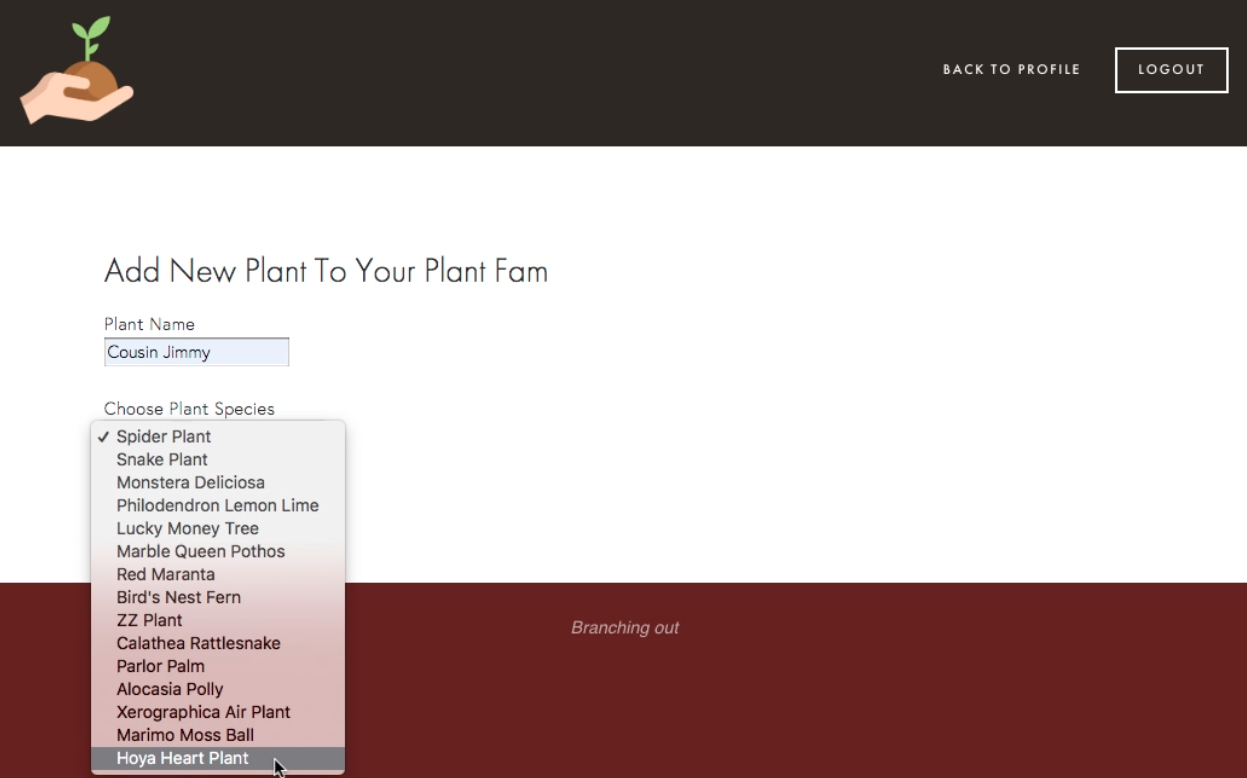 BACK TO PROFILE
LOGOUT
Add New Plant To Your Plant Fam
Plant Name
Cousin Jimmy
Choose Plant Species
✓ Spider Plant
Snake Plant
Monstera Deliciosa
Philodendron Lemon Lime
Lucky Money Tree
Marble Queen Pothos
Red Maranta
Bird's Nest Fern
ZZ Plant
Calathea Rattlesnake
Parlor Palm
Alocasia Polly
Xerographica Air Plant
Marimo Moss Ball
Hoya Heart Plant
Branching out